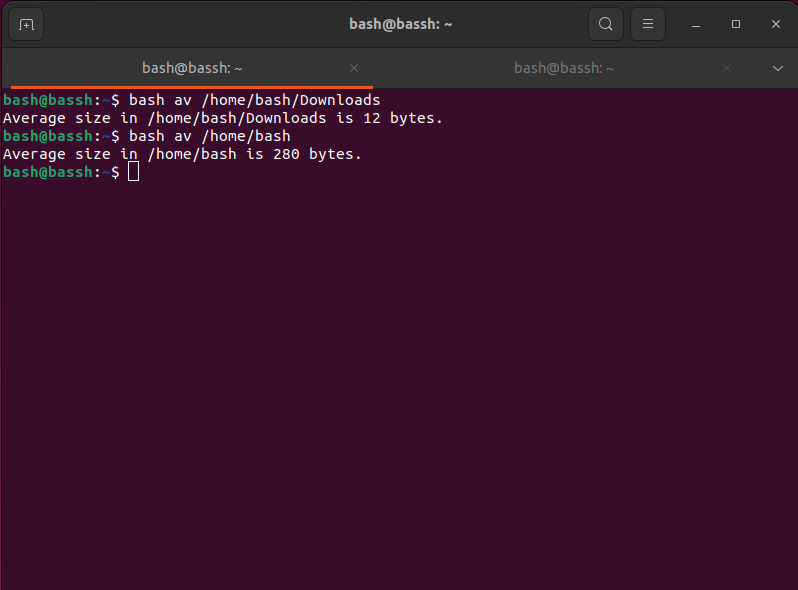 bash@bassh: ~
bash@bassh: ~
bash@bassh: ~
bash@bassh:~$ bash av /home/bash/Downloads
Average size in /home/bash/Downloads is 12 bytes.
bash@bassh:~$ bash av /home/bash
Average size in /home/bash is 280 bytes.
bash@bassh:~$